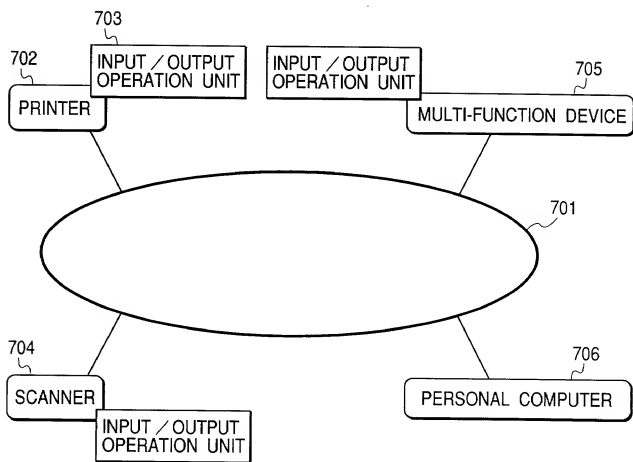 703
702
INPUT / OUTPUT
OPERATION UNIT
INPUT / OUTPUT
OPERATION UNIT
705
PRINTER
MULTI-FUNCTION DEVICE
701
704
706
SCANNER
PERSONAL COMPUTER
INPUT / OUTPUT
OPERATION UNIT